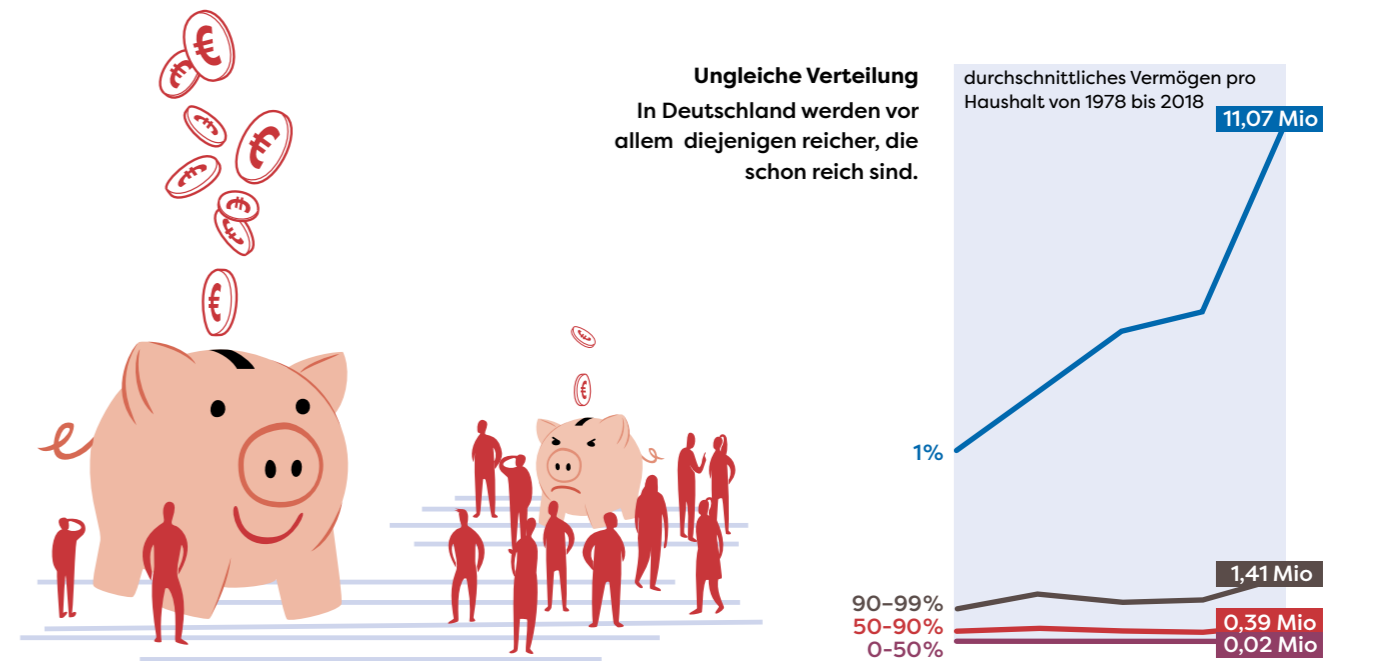 Ungleiche Verteilung
In Deutschland werden vor
allem diejenigen reicher, die
schon reich sind.
durchschnittliches Vermögen pro
Haushalt von 1978 bis 2018
11,07 Mio
1%
1,41 Mio
90–99%
50-90%
0,39 Mio
0-50%
0,02 Mio
€
€
€
€
€
€
€
€
€
€